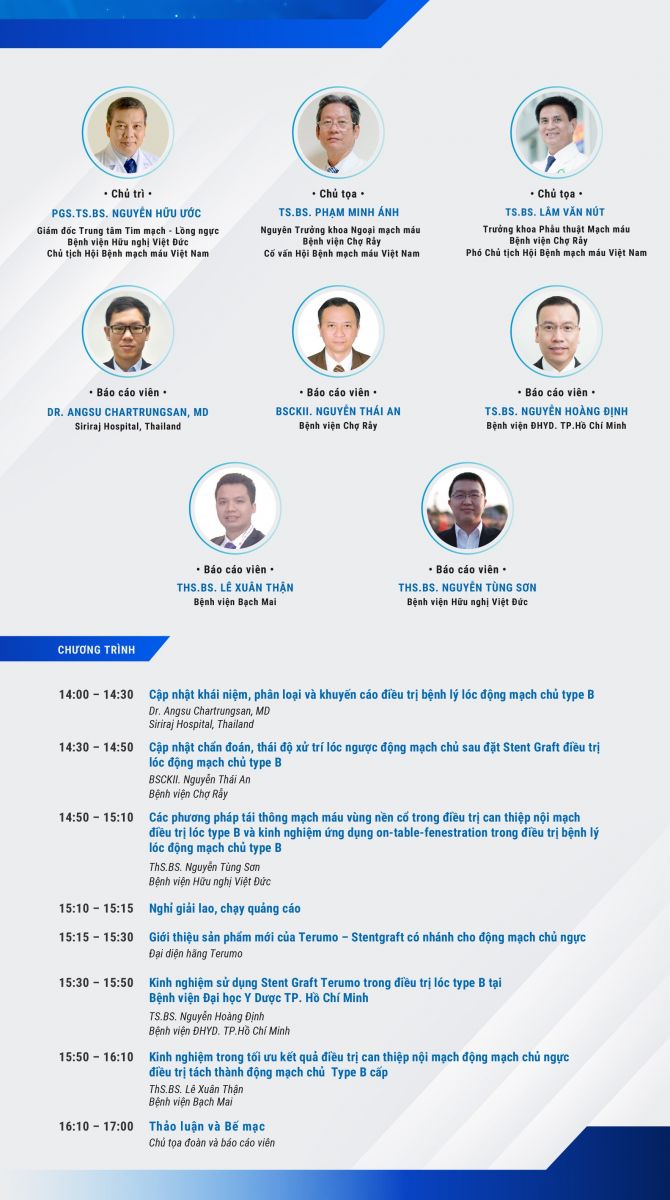 • Chủ trì •
PGS.TS.BS. NGUYỄN HỮU ƯỚC
Giám đốc Trung tâm Tim mạch - Lồng ngực
Bệnh viện Hữu nghị Việt Đức
Chủ tịch Hội Bệnh mạch máu Việt Nam
• Chủ tọa •
TS.BS. PHẠM MINH ÁNH
Nguyên Trưởng khoa Ngoại mạch máu
Bệnh viện Chợ Rẫy
Cố vấn Hội Bệnh mạch máu Việt Nam
• Chủ tọa •
TS.BS. LÂM VĂN NÚT
Trưởng khoa Phẫu thuật Mạch máu
Bệnh viện Chợ Rẫy
Phó Chủ tịch Hội Bệnh mạch máu Việt Nam
• Báo cáo viên •
DR. ANGSU CHARTRUNGSAN, MD
Siriraj Hospital, Thailand
• Báo cáo viên •
BSCKII. NGUYỄN THÁI AN
Bệnh viện Chợ Rẫy
• Báo cáo viên •
TS.BS. NGUYỄN HOÀNG ĐỊNH
Bệnh viện ĐHYD. TP.Hồ Chí Minh
• Báo cáo viên •
THS.BS. LÊ XUÂN THẬN
Bệnh viện Bạch Mai
• Báo cáo viên •
THS.BS. NGUYỄN TÙNG SƠN
Bệnh viện Hữu nghị Việt Đức
CHƯƠNG TRÌNH
14:00 – 14:30 Cập nhật khái niệm, phân loại và khuyến cáo điều trị bệnh lý lóc động mạch chủ type B
Dr. Angsu Chartrungsan, MD
Siriraj Hospital, Thailand
14:30 – 14:50 Cập nhật chẩn đoán, thái độ xử trí lóc ngược động mạch chủ sau đặt Stent Graft điều trị
lóc động mạch chủ type B
BSCKII. Nguyễn Thái An
Bệnh viện Chợ Rẫy
14:50 – 15:10 Các phương pháp tái thông mạch máu vùng nền cổ trong điều trị can thiệp nội mạch
điều trị lóc type B và kinh nghiệm ứng dụng on-table-fenestration trong điều trị bệnh lý
lóc động mạch chủ type B
ThS.BS. Nguyễn Tùng Sơn
Bệnh viện Hữu nghị Việt Đức
15:10 – 15:15 Nghỉ giải lao, chạy quảng cáo
15:15 – 15:30 Giới thiệu sản phẩm mới của Terumo – Stentgraft có nhánh cho động mạch chủ ngực
Đại diện hãng Terumo
15:30 – 15:50 Kinh nghiệm sử dụng Stent Graft Terumo trong điều trị lóc type B tại
Bệnh viện Đại học Y Dược TP. Hồ Chí Minh
TS.BS. Nguyễn Hoàng Định
Bệnh viện ĐHYD. TP.Hồ Chí Minh
15:50 – 16:10 Kinh nghiệm trong tối ưu kết quả điều trị can thiệp nội mạch động mạch chủ ngực
điều trị tách thành động mạch chủ Type B cấp
ThS.BS. Lê Xuân Thận
Bệnh viện Bạch Mai
16:10 – 17:00 Thảo luận và Bế mạc
Chủ tọa đoàn và báo cáo viên